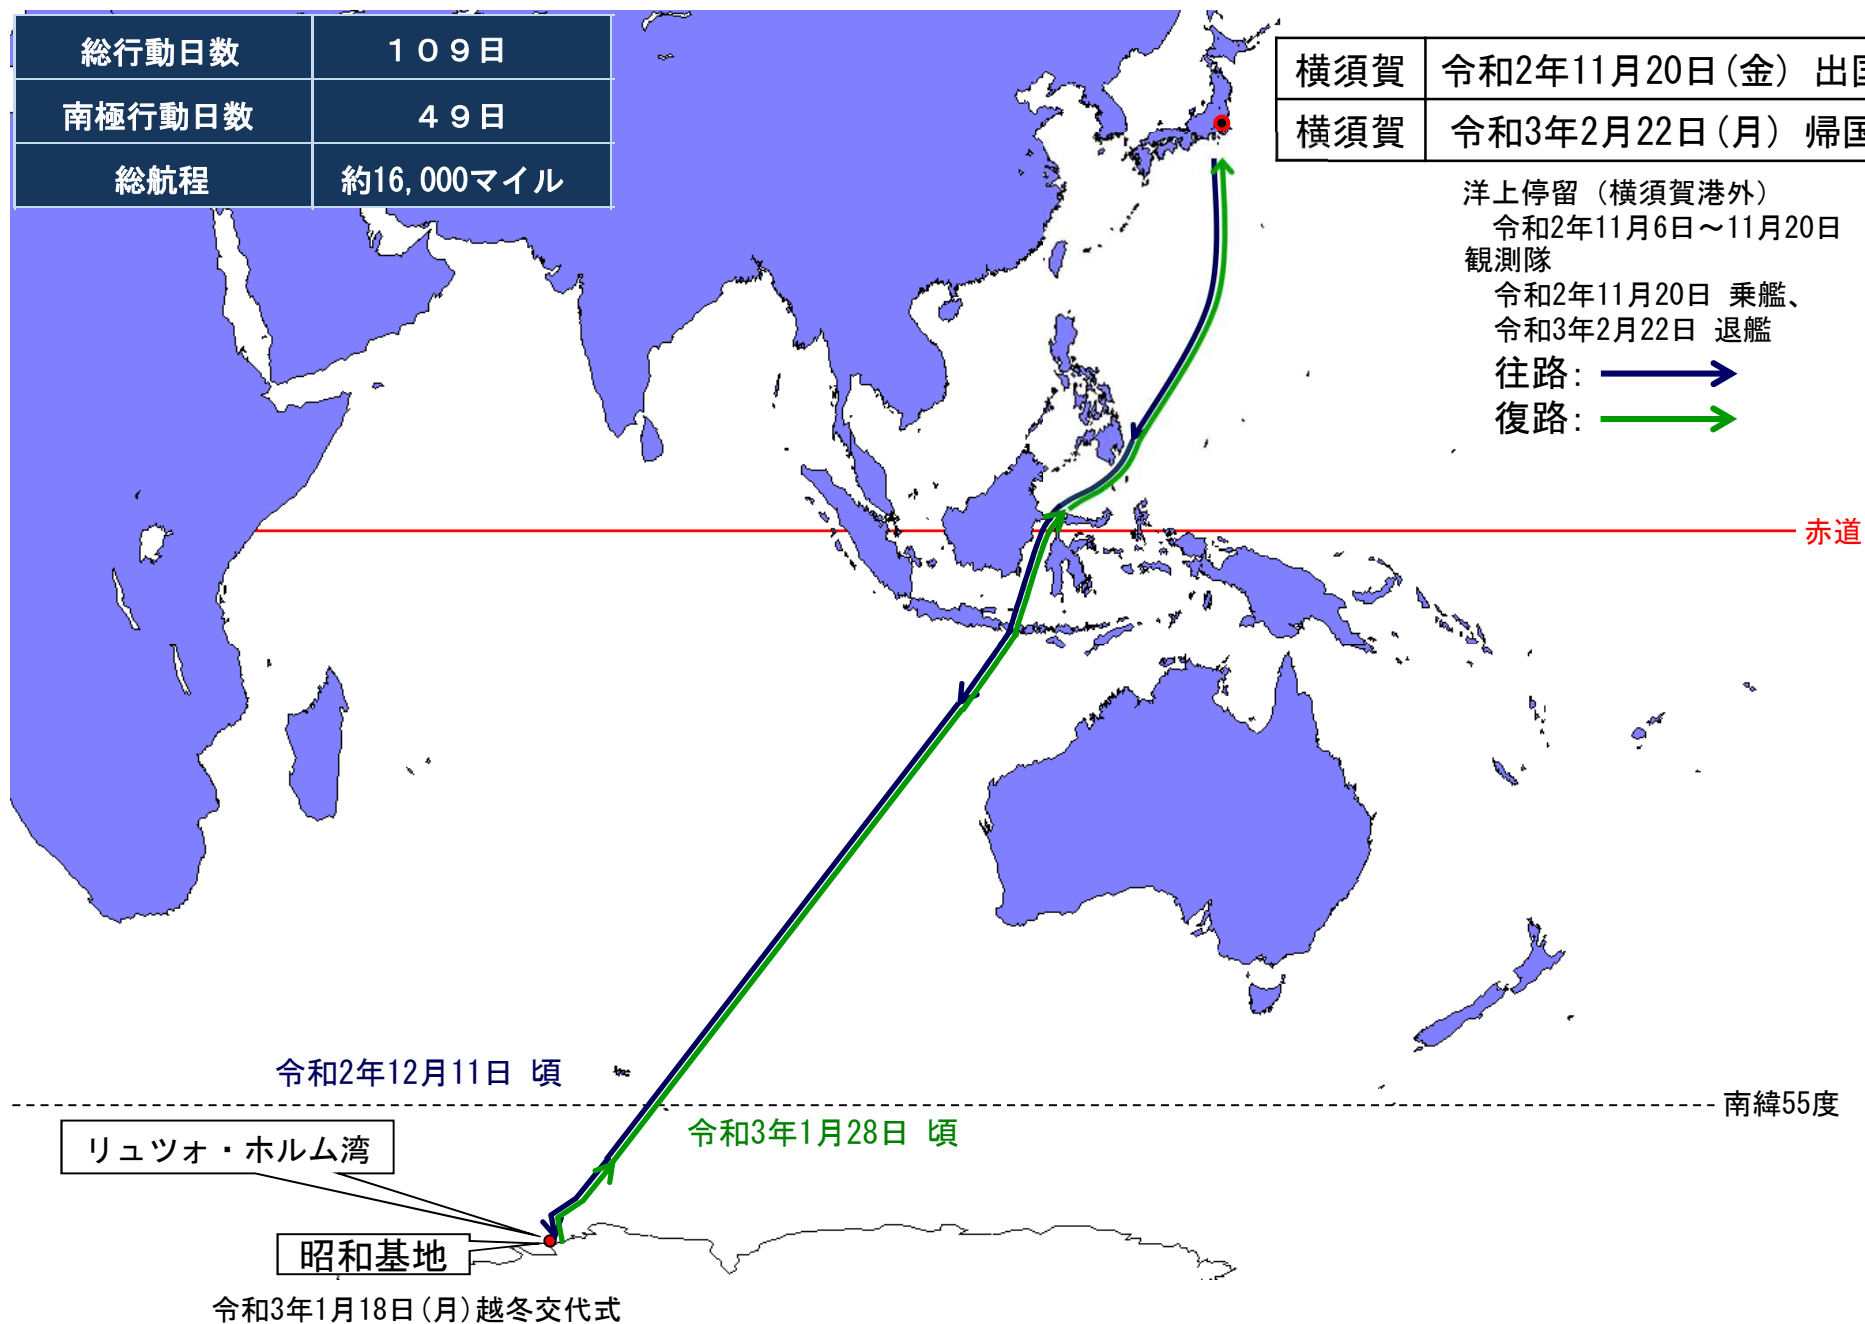 総行動日数 １０９日
南極行動日数 ４９日
総航程 約16,000マイル
横須賀 令和2年11月20日(金) 出国
横須賀 令和3年2月22日(月) 帰国
洋上停留（横須賀港外）
令和2年11月6日～11月20日
観測隊
令和2年11月20日 乗艦、
令和3年2月22日 退艦
往路:
復路:
赤道
令和2年12月11日 頃
南緯55度
令和3年1月28日 頃
リュツォ・ホルム湾
昭和基地
令和3年1月18日(月)越冬交代式